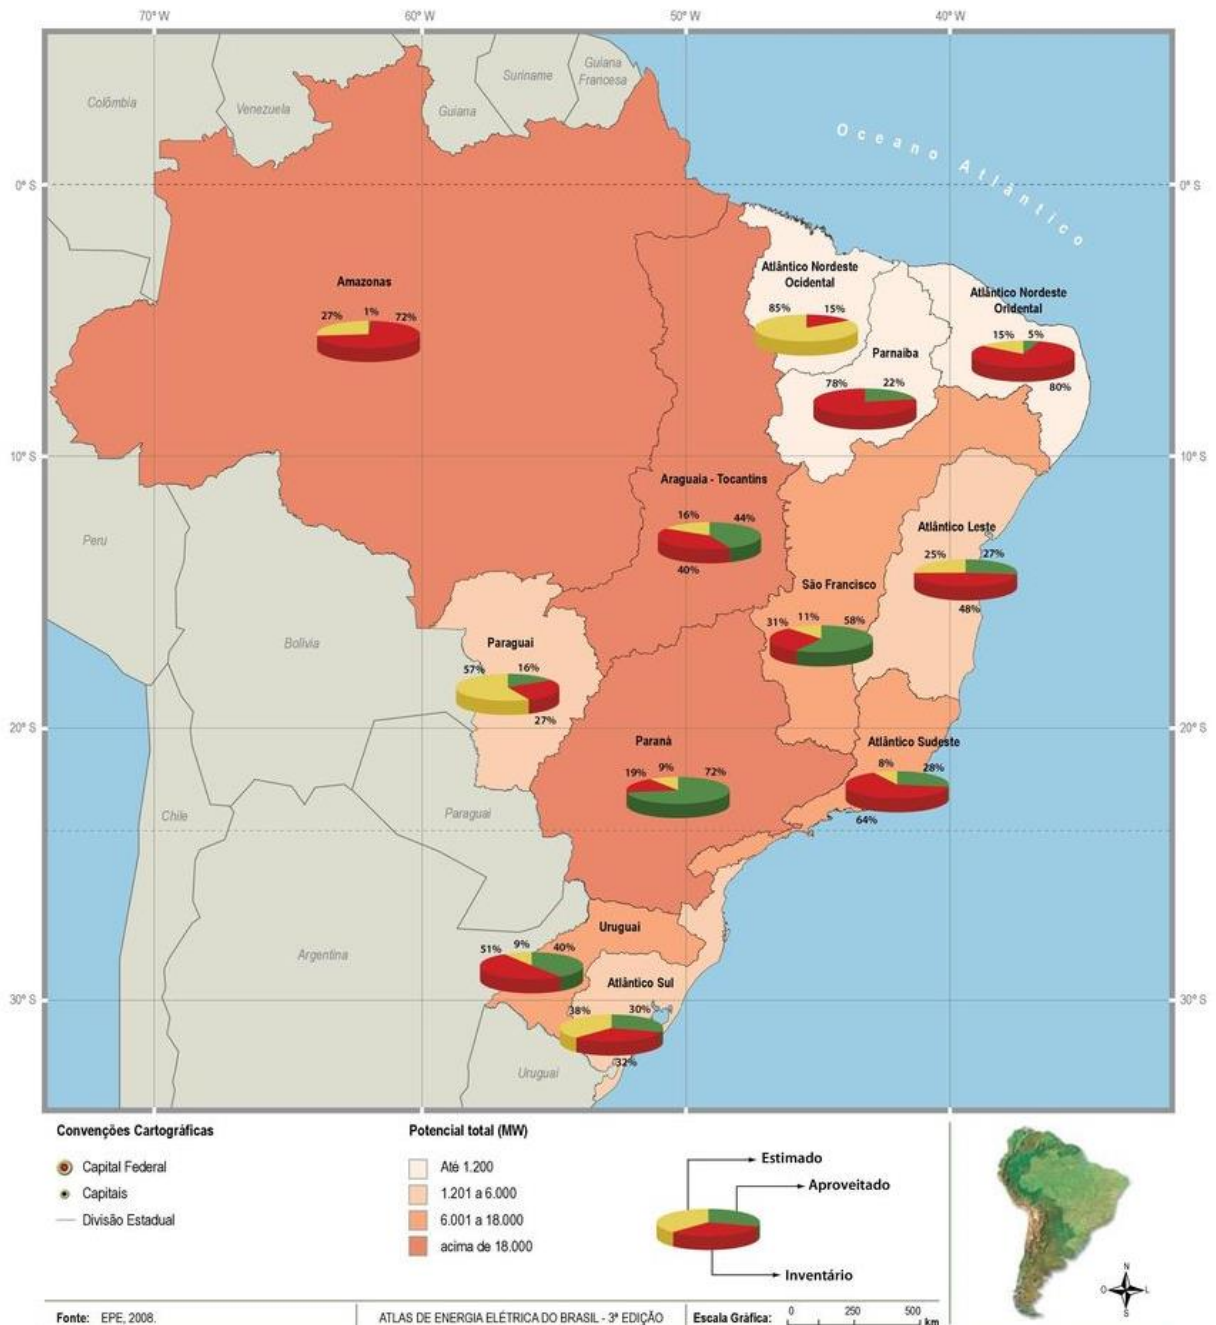 70° W
60° W
50° W
40° W
Colômbia
Venezuela
Guiana
Suriname
Guiana
Francesa
Oceano Atlântico
0° S
0° S
Amazonas
27%
1%
72%
Atlântico Nordeste
Ocidental
85%
15%
Atlântico Nordeste
Oridental
15%
5%
80%
Parnaíba
78%
22%
10° S
10° S
Peru
Araguaia - Tocantins
16%
44%
40%
Atlântico Leste
25%
27%
48%
São Francisco
31%
11%
58%
Bolívia
Paraguai
57%
16%
27%
20° S
20° S
Paraná
19%
9%
72%
Atlântico Sudeste
8%
28%
64%
Chile
Paraguai
Uruguai
51%
9%
40%
Argentina
Atlântico Sul
38%
30%
32%
30° S
30° S
Uruguai
Convenções Cartográficas
Capital Federal
Capitais
Divisão Estadual
Potencial total (MW)
Até 1.200
1.201 a 6.000
6.001 a 18.000
acima de 18.000
Estimado
Aproveitado
Inventário
N
O
L
S
Fonte: EPE, 2008.
ATLAS DE ENERGIA ELÉTRICA DO BRASIL - 3ª EDIÇÃO
Escala Gráfica:
0 250 500
km